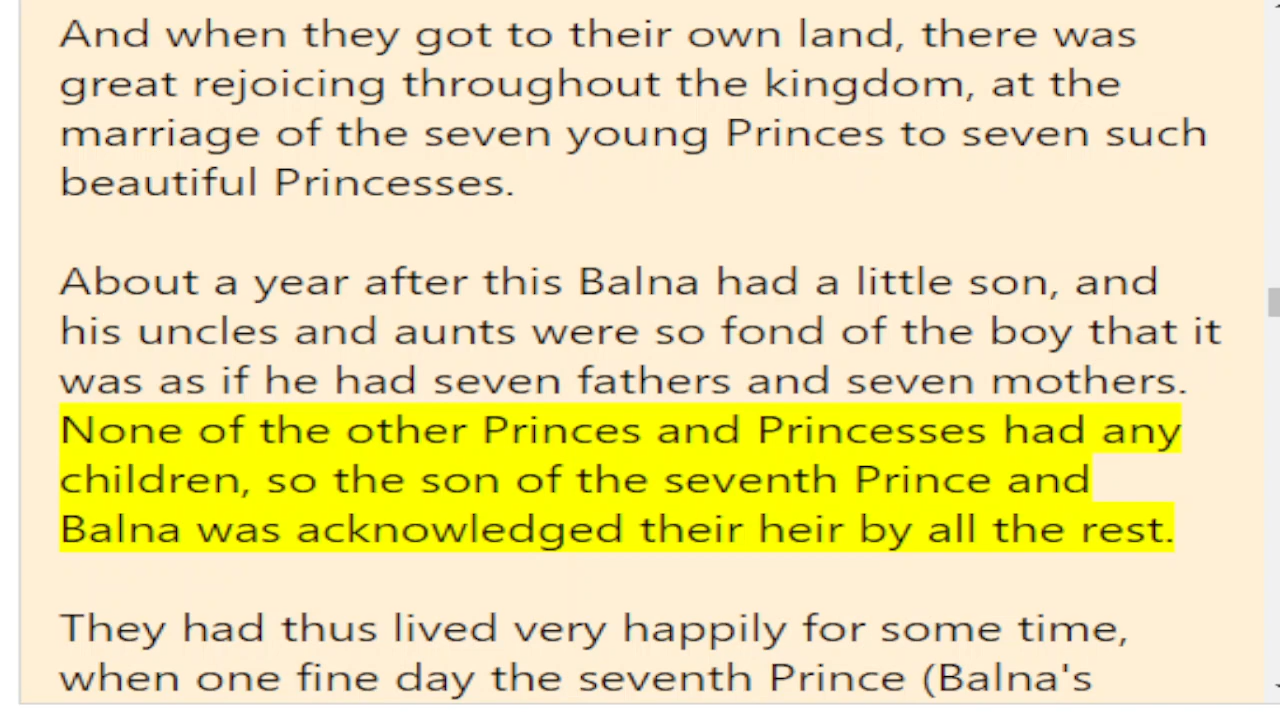 And when they got to their own land, there was
great rejoicing throughout the kingdom, at the
marriage of the seven young Princes to seven such
beautiful Princesses.
About a year after this Balna had a little son, and
his uncles and aunts were so fond of the boy that it
was as if he had seven fathers and seven mothers.
None of the other Princes and Princesses had any
children, so the son of the seventh Prince and
Balna was acknowledged their heir by all the rest.
They had thus lived very happily for some time,
when one fine day the seventh Prince (Balna's